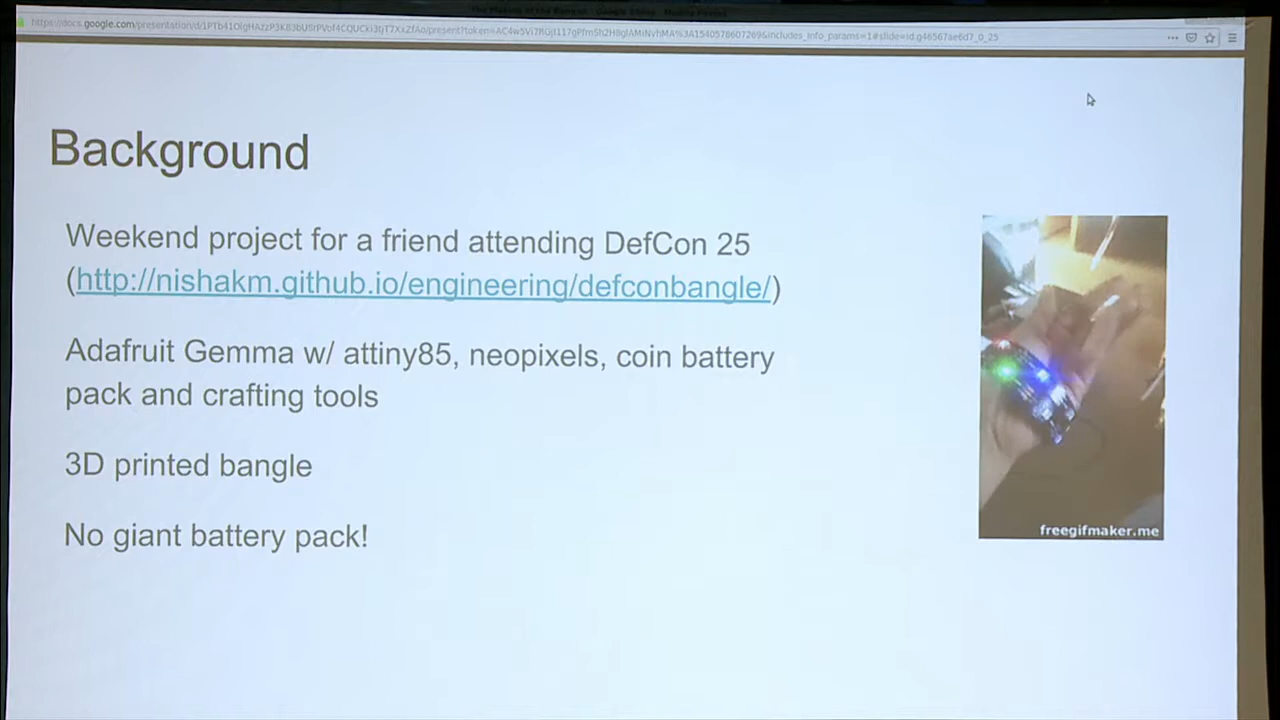 Background
Weekend project for a friend attending DefCon 25
(http://nishakm.github.io/engineering/defconbangle/)
Adafruit Gemma w/ attiny85, neopixels, coin battery
pack and crafting tools
3D printed bangle
No giant battery pack!
freegifmaker.me